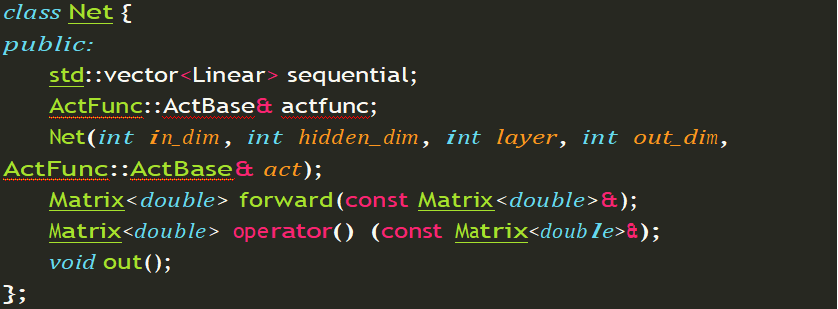 class Net {
public:
    std::vector<Linear> sequential;
    ActFunc::ActBase& actfunc;
    Net(int in_dim, int hidden_dim, int layer, int out_dim,
ActFunc::ActBase& act);
    Matrix<double> forward(const Matrix<double>&);
    Matrix<double> operator() (const Matrix<double>&);
    void out();
};